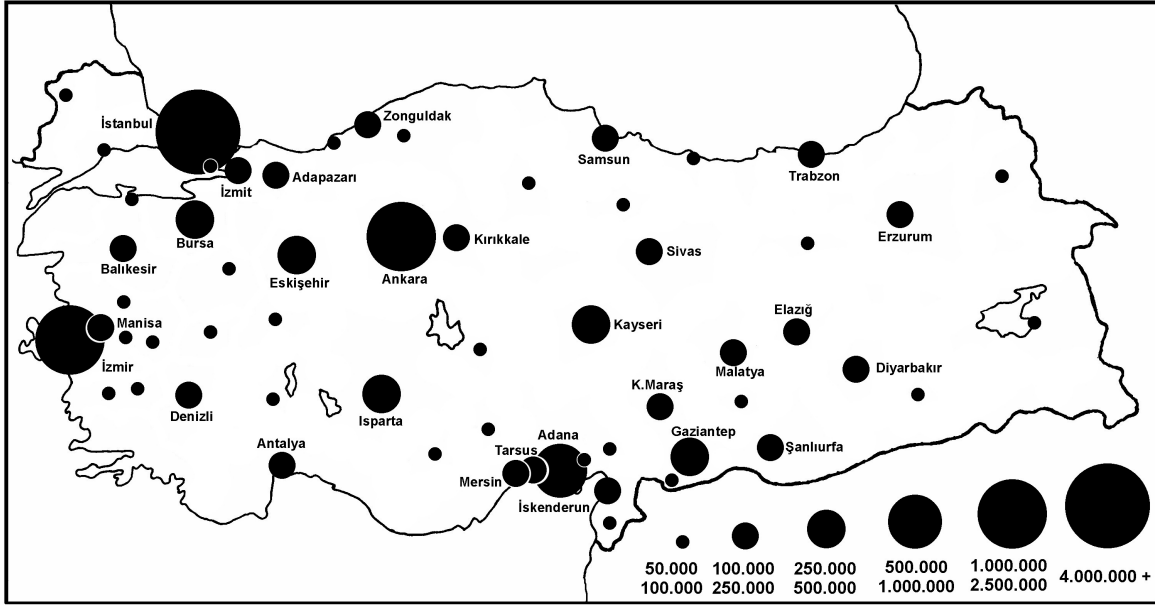 İstanbul
Zonguldak
Samsun
Trabzon
İzmit
Adapazarı
Bursa
Balıkesir
Eskişehir
Ankara
Kırıkkale
Sivas
Erzurum
Manisa
İzmir
Kayseri
Elazığ
Malatya
Diyarbakır
Denizli
Isparta
K.Maraş
Antalya
Gaziantep
Adana
Tarsus
Mersin
İskenderun
Şanlıurfa
50.000
100.000
100.000
250.000
250.000
500.000
500.000
1.000.000
1.000.000
2.500.000
4.000.000 +